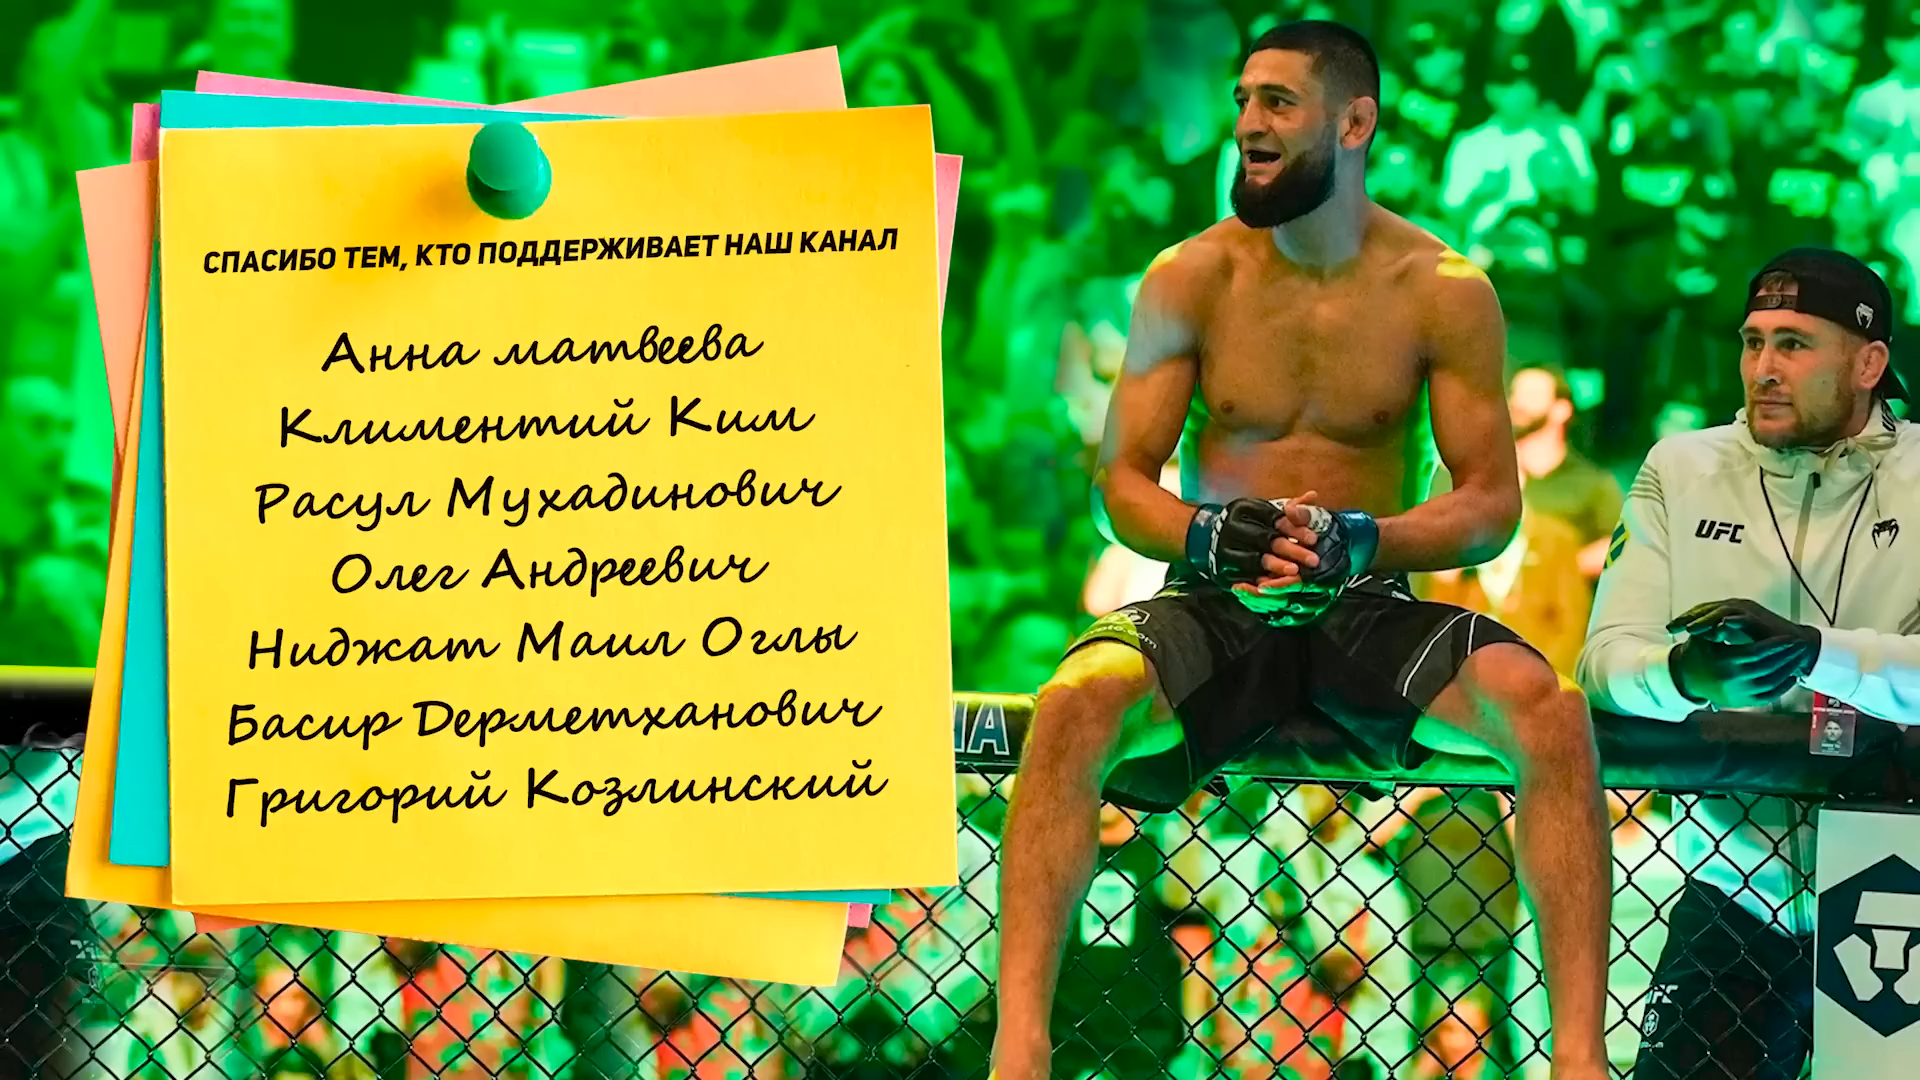 СПАСИБО ТЕМ, КТО ПОДДЕРЖИВАЕТ НАШ КАНАЛ
Анна матвеева
Климентий Ким
Расул Мухадинович
Олег Андреевич
Ниджат Маил Оглы
Басир Дерметханович
Григорий Козлинский
UFC